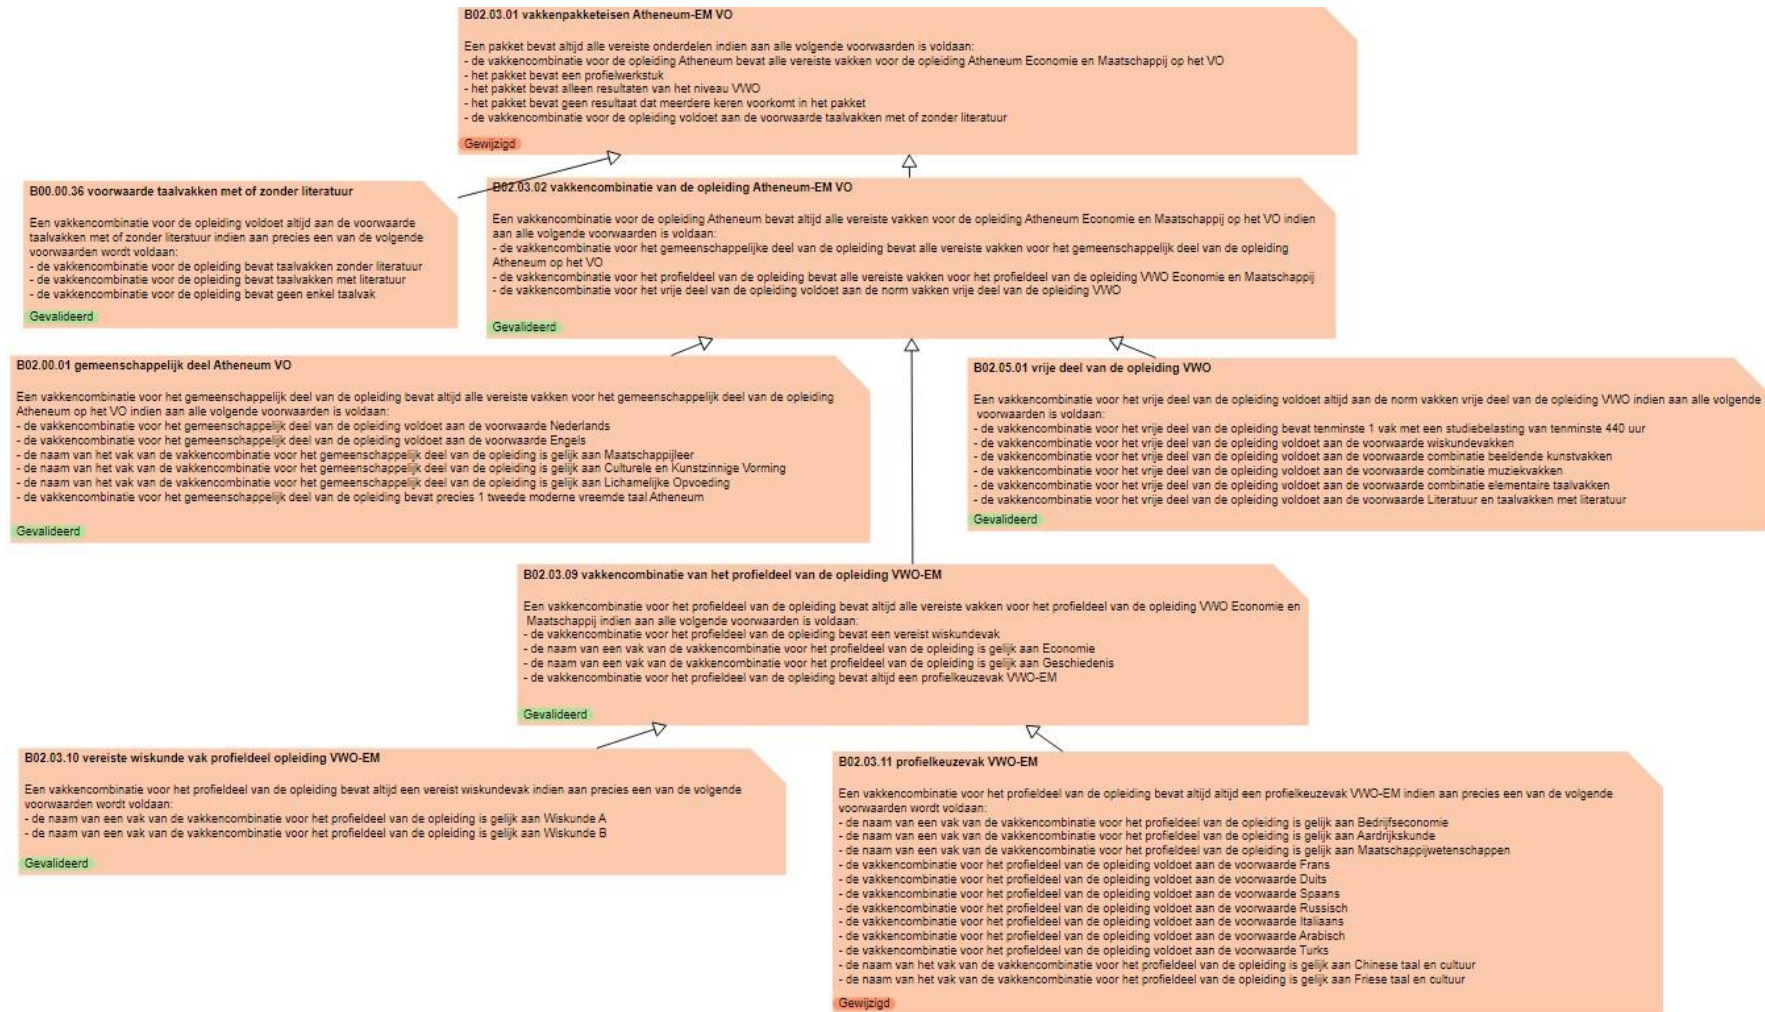 B02.03.01 vakkenpakketeisen Atheneum-EM VO
Een pakket bevat altijd alle vereiste onderdelen indien aan alle volgende voorwaarden is voldaan:
- de vakkencombinatie voor de opleiding Atheneum bevat alle vereiste vakken voor de opleiding Atheneum Economie en Maatschappij op het VO
- het pakket bevat een profielwerkstuk
- het pakket bevat alleen resultaten van het niveau VWO
- het pakket bevat geen resultaat dat meerdere keren voorkomt in het pakket
- de vakkencombinatie voor de opleiding voldoet aan de voorwaarde taalvakken met of zonder literatuur
Gewijzigd
B00.00.36 voorwaarde taalvakken met of zonder literatuur
Een vakkencombinatie voor de opleiding voldoet altijd aan de voorwaarde
taalvakken met of zonder literatuur indien aan precies een van de volgende
voorwaarden wordt voldaan:
- de vakkencombinatie voor de opleiding bevat taalvakken zonder literatuur
- de vakkencombinatie voor de opleiding bevat taalvakken met literatuur
- de vakkencombinatie voor de opleiding bevat geen enkel taalvak
Gevalideerd
B02.03.02 vakkencombinatie van de opleiding Atheneum-EM VO
Een vakkencombinatie voor de opleiding Atheneum bevat altijd alle vereiste vakken voor de opleiding Atheneum Economie en Maatschappij op het VO indien
aan alle volgende voorwaarden is voldaan:
- de vakkencombinatie voor het gemeenschappelijke deel van de opleiding bevat alle vereiste vakken voor het gemeenschappelijk deel van de opleiding
Atheneum op het VO
- de vakkencombinatie voor het profieldeel van de opleiding bevat alle vereiste vakken voor het profieldeel van de opleiding VWO Economie en Maatschappij
- de vakkencombinatie voor het vrije deel van de opleiding voldoet aan de norm vakken vrije deel van de opleiding VWO
Gevalideerd
B02.00.01 gemeenschappelijk deel Atheneum VO
Een vakkencombinatie voor het gemeenschappelijk deel van de opleiding bevat altijd alle vereiste vakken voor het gemeenschappelijk deel van de opleiding
Atheneum op het VO indien aan alle volgende voorwaarden is voldaan:
- de vakkencombinatie voor het gemeenschappelijk deel van de opleiding voldoet aan de voorwaarde Nederlands
- de vakkencombinatie voor het gemeenschappelijk deel van de opleiding voldoet aan de voorwaarde Engels
- de naam van het vak van de vakkencombinatie voor het gemeenschappelijk deel van de opleiding is gelijk aan Maatschappijleer
- de naam van het vak van de vakkencombinatie voor het gemeenschappelijk deel van de opleiding is gelijk aan Culturele en Kunstzinnige Vorming
- de naam van het vak van de vakkencombinatie voor het gemeenschappelijk deel van de opleiding is gelijk aan Lichamelijke Opvoeding
- de vakkencombinatie voor het gemeenschappelijk deel van de opleiding bevat precies 1 tweede moderne vreemde taal Atheneum
Gevalideerd
B02.05.01 vrije deel van de opleiding VWO
Een vakkencombinatie voor het vrije deel van de opleiding voldoet altijd aan de norm vakken vrije deel van de opleiding VWO indien aan alle volgende
voorwaarden is voldaan:
- de vakkencombinatie voor het vrije deel van de opleiding bevat tenminste 1 vak met een studiebelasting van tenminste 440 uur
- de vakkencombinatie voor het vrije deel van de opleiding voldoet aan de voorwaarde wiskundevakken
- de vakkencombinatie voor het vrije deel van de opleiding voldoet aan de voorwaarde combinatie beeldende kunstvakken
- de vakkencombinatie voor het vrije deel van de opleiding voldoet aan de voorwaarde combinatie muziekvakken
- de vakkencombinatie voor het vrije deel van de opleiding voldoet aan de voorwaarde combinatie elementaire taalvakken
- de vakkencombinatie voor het vrije deel van de opleiding voldoet aan de voorwaarde Literatuur en taalvakken met literatuur
Gevalideerd
B02.03.09 vakkencombinatie van het profieldeel van de opleiding VWO-EM
Een vakkencombinatie voor het profieldeel van de opleiding bevat altijd alle vereiste vakken voor het profieldeel van de opleiding VWO Economie en
Maatschappij indien aan alle volgende voorwaarden is voldaan:
- de vakkencombinatie voor het profieldeel van de opleiding bevat een vereist wiskundevak
- de naam van een vak van de vakkencombinatie voor het profieldeel van de opleiding is gelijk aan Economie
- de naam van een vak van de vakkencombinatie voor het profieldeel van de opleiding is gelijk aan Geschiedenis
- de vakkencombinatie voor het profieldeel van de opleiding bevat altijd een profielkeuzevak VWO-EM
Gevalideerd
B02.03.10 vereiste wiskunde vak profieldeel opleiding VWO-EM
Een vakkencombinatie voor het profieldeel van de opleiding bevat altijd een vereist wiskundevak indien aan precies een van de volgende
voorwaarden wordt voldaan:
- de naam van een vak van de vakkencombinatie voor het profieldeel van de opleiding is gelijk aan Wiskunde A
- de naam van een vak van de vakkencombinatie voor het profieldeel van de opleiding is gelijk aan Wiskunde B
Gevalideerd
B02.03.11 profielkeuzevak VWO-EM
Een vakkencombinatie voor het profieldeel van de opleiding bevat altijd altijd een profielkeuzevak VWO-EM indien aan precies een van de volgende
voorwaarden wordt voldaan:
- de naam van een vak van de vakkencombinatie voor het profieldeel van de opleiding is gelijk aan Bedrijfseconomie
- de naam van een vak van de vakkencombinatie voor het profieldeel van de opleiding is gelijk aan Aardrijkskunde
- de naam van een vak van de vakkencombinatie voor het profieldeel van de opleiding is gelijk aan Maatschappijwetenschappen
- de vakkencombinatie voor het profieldeel van de opleiding voldoet aan de voorwaarde Frans
- de vakkencombinatie voor het profieldeel van de opleiding voldoet aan de voorwaarde Duits
- de vakkencombinatie voor het profieldeel van de opleiding voldoet aan de voorwaarde Spaans
- de vakkencombinatie voor het profieldeel van de opleiding voldoet aan de voorwaarde Russisch
- de vakkencombinatie voor het profieldeel van de opleiding voldoet aan de voorwaarde Italiaans
- de vakkencombinatie voor het profieldeel van de opleiding voldoet aan de voorwaarde Arabisch
- de vakkencombinatie voor het profieldeel van de opleiding voldoet aan de voorwaarde Turks
- de naam van het vak van de vakkencombinatie voor het profieldeel van de opleiding is gelijk aan Chinese taal en cultuur
- de naam van het vak van de vakkencombinatie voor het profieldeel van de opleiding is gelijk aan Friese taal en cultuur
Gewijzigd